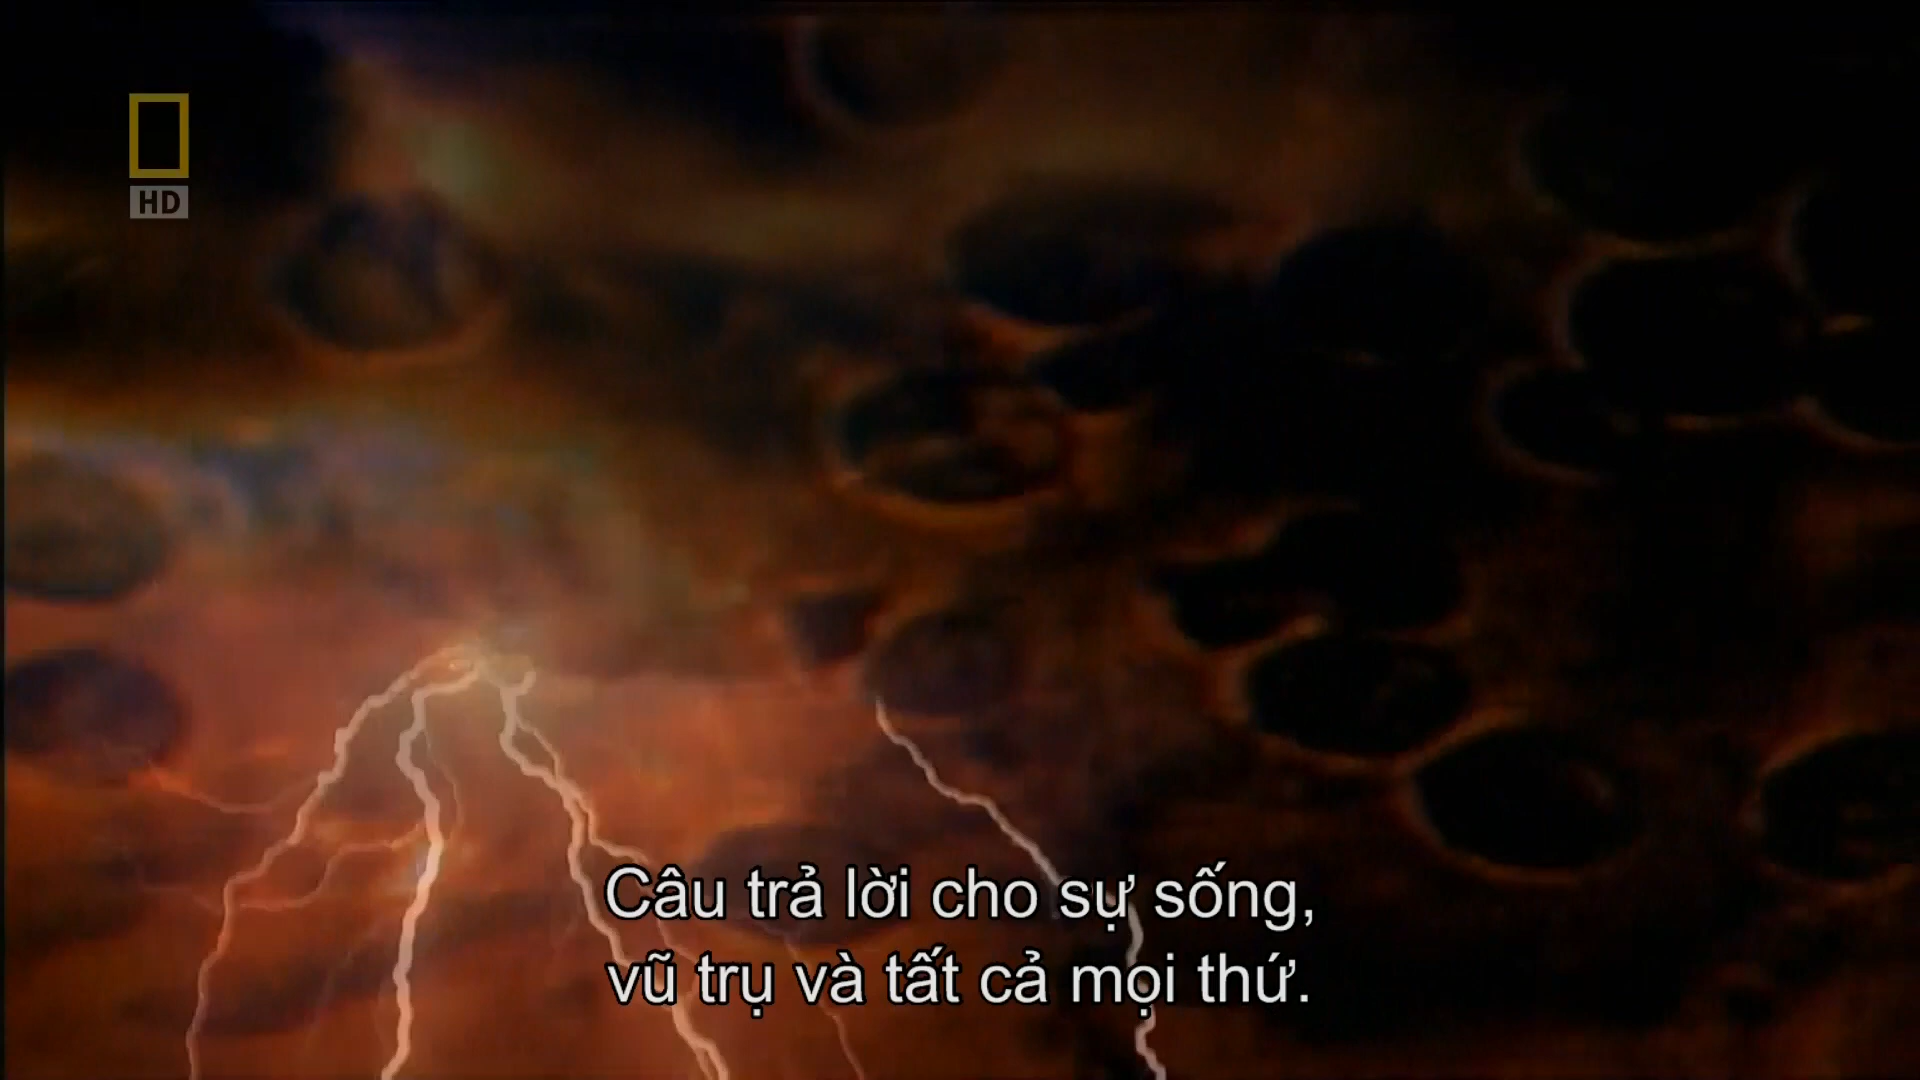 HD
Câu trả lời cho sự sống,
vũ trụ và tất cả mọi thứ.